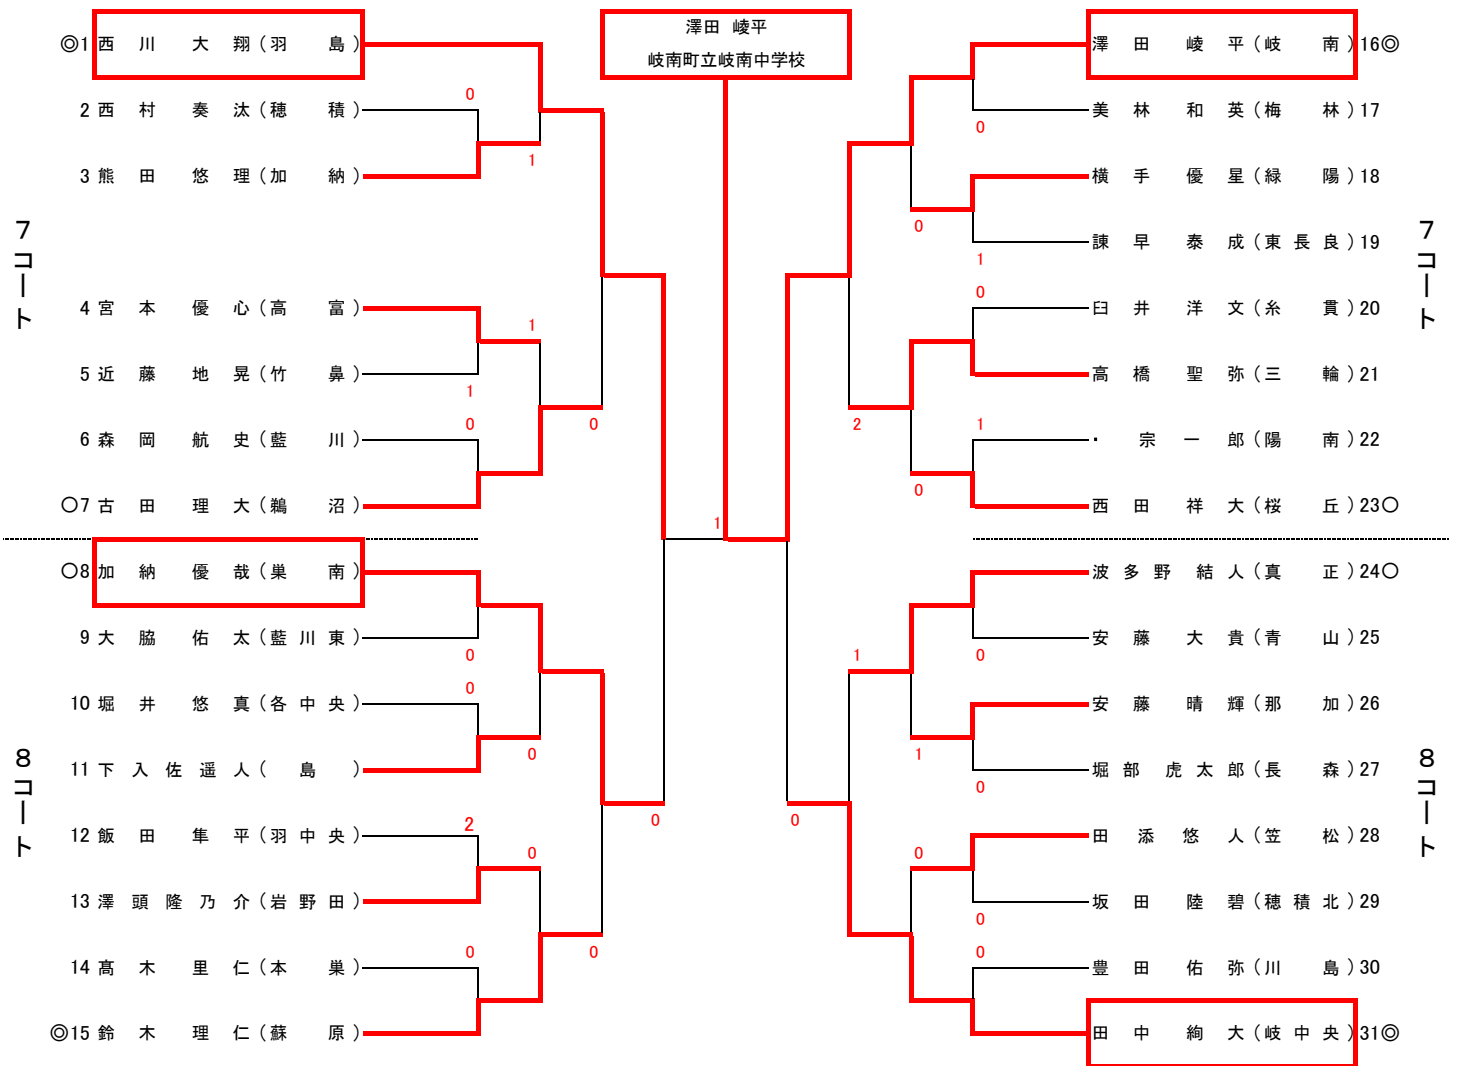 澤田 崚平
岐南町立岐南中学校
7コート
◎1 西川大翔(羽島)
0
2 西村奏汰(穂積)
1
3 熊田悠理(加納)
4 宮本優心(高富)
1
5 近藤地晃(竹鼻)
1
0
6 森岡航史(藍川)
0
○7 古田理大(鵜沼)
8コート
○8 加納優哉(巣南)
9 大脇佑太(藍川東)
0
0
10 堀井悠真(各中央)
0
11 下入佐遥人(島)
0
12 飯田隼平(羽中央)
2
0
13 澤頭隆乃介(岩野田)
0
0
14 髙木里仁(本巣)
◎15 鈴木理仁(蘇原)
1
7コート
澤田崚平(岐南)16◎
美林和英(梅林)17
0
横手優星(緑陽)18
0
諌早泰成(東長良)19
1
0
臼井洋文(糸貫)20
高橋聖弥(三輪)21
2
1
・宗一郎(陽南)22
0
西田祥大(桜丘)23○
8コート
波多野結人(真正)24○
安藤大貴(青山)25
1
0
安藤晴輝(那加)26
1
堀部虎太郎(長森)27
0
0
田添悠人(笠松)28
0
坂田陸碧(穂積北)29
0
0
豊田佑弥(川島)30
田中絢大(岐中央)31◎